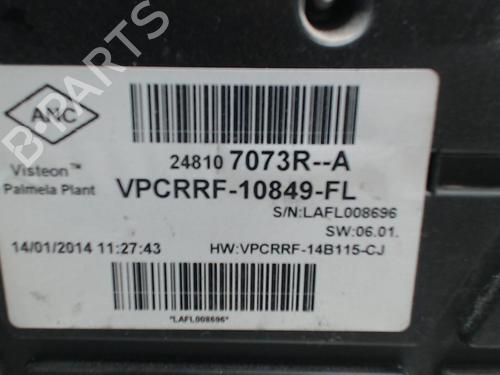 ANC
Visteon™
Palmela Plant
24810 7073R--A
VPCRRF-10849-FL
S/N:LAFL008696
SW:06.01.
14/01/2014 11:27:43
HW:VPCRRF-14B115-CJ
*LAFL008696*
B-PARTS